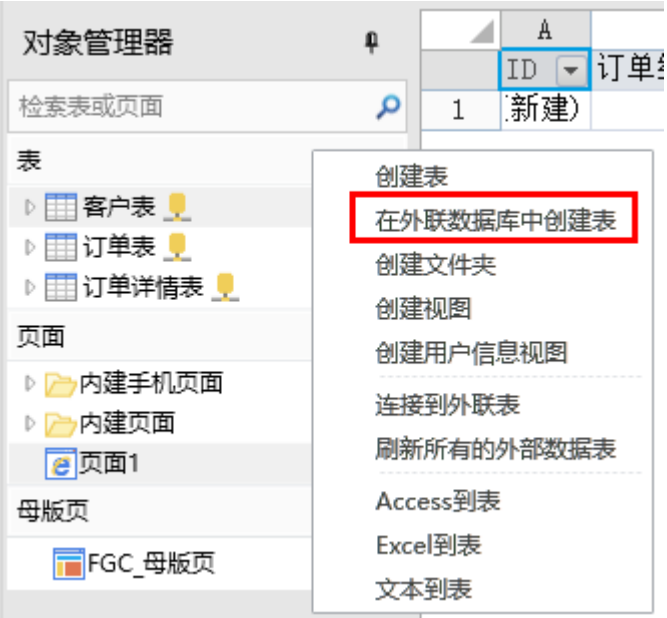 对象管理器
检索表或页面
表
客户表
订单表
订单详情表
页面
内建手机页面
内建页面
页面1
母版页
FGC_母版页
A
ID 订单
1 (新建)
创建表
在外联数据库中创建表
创建文件夹
创建视图
创建用户信息视图
连接到外联表
刷新所有的外部数据表
Access到表
Excel到表
文本到表